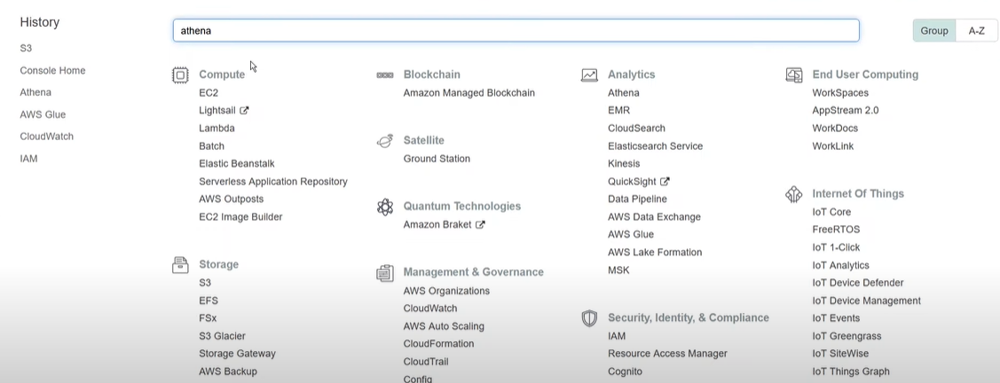 History
S3
Console Home
Athena
AWS Glue
CloudWatch
IAM
athena
Group
A-Z
Compute
EC2
Lightsail
Lambda
Batch
Elastic Beanstalk
Serverless Application Repository
AWS Outposts
EC2 Image Builder
Storage
S3
EFS
FSx
S3 Glacier
Storage Gateway
AWS Backup
Blockchain
Amazon Managed Blockchain
Satellite
Ground Station
Quantum Technologies
Amazon Braket
Management & Governance
AWS Organizations
CloudWatch
AWS Auto Scaling
CloudFormation
CloudTrail
Config
Analytics
Athena
EMR
CloudSearch
Elasticsearch Service
Kinesis
QuickSight
Data Pipeline
AWS Data Exchange
AWS Glue
AWS Lake Formation
MSK
Security, Identity, & Compliance
IAM
Resource Access Manager
Cognito
End User Computing
WorkSpaces
AppStream 2.0
WorkDocs
WorkLink
Internet Of Things
IoT Core
FreeRTOS
IoT 1-Click
IoT Analytics
IoT Device Defender
IoT Device Management
IoT Events
IoT Greengrass
IoT SiteWise
IoT Things Graph